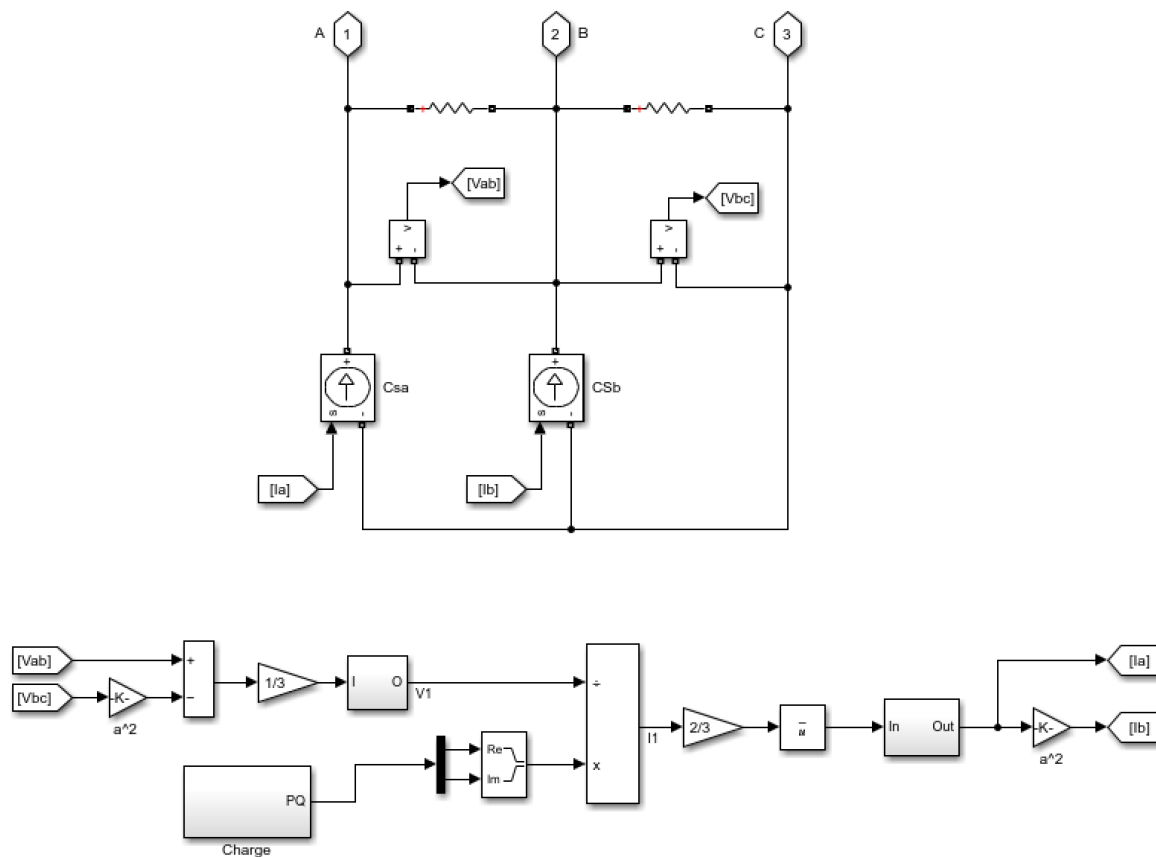 A 1 2 B C 3
[Vab]
[Vbc]
V
+ -
V
+ -
+
Csa
s -
+
CSb
s -
[Ia]
[Ib]
[Vab]
+
[Vbc]
-K-
−
a^2
1/3
I O
V1
÷
x
Re
Im
PQ
Charge
I1
2/3
u
In Out
-K-
a^2
[Ia]
[Ib]